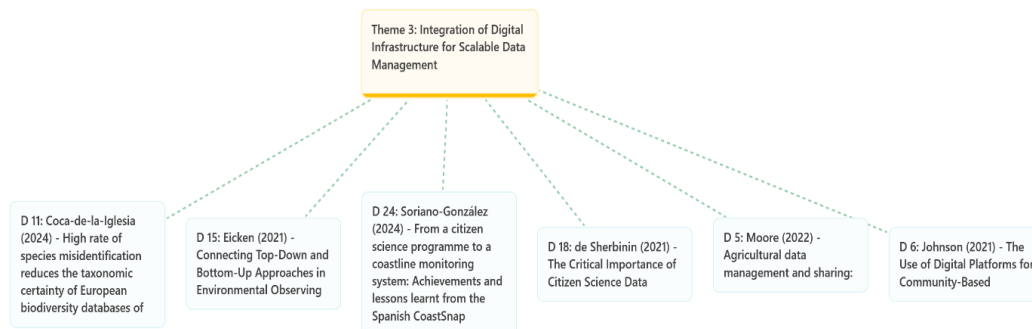 Theme 3: Integration of Digital
Infrastructure for Scalable Data
Management
D 11: Coca-de-la-Iglesia
(2024) - High rate of
species misidentification
reduces the taxonomic
certainty of European
biodiversity databases of
D 15: Eicken (2021) -
Connecting Top-Down and
Bottom-Up Approaches in
Environmental Observing
D 24: Soriano-González
(2024) - From a citizen
science programme to a
coastline monitoring
system: Achievements and
lessons learnt from the
Spanish CoastSnap
D 18: de Sherbinin (2021) -
The Critical Importance of
Citizen Science Data
D 5: Moore (2022) -
Agricultural data
management and sharing:
D 6: Johnson (2021) - The
Use of Digital Platforms for
Community-Based